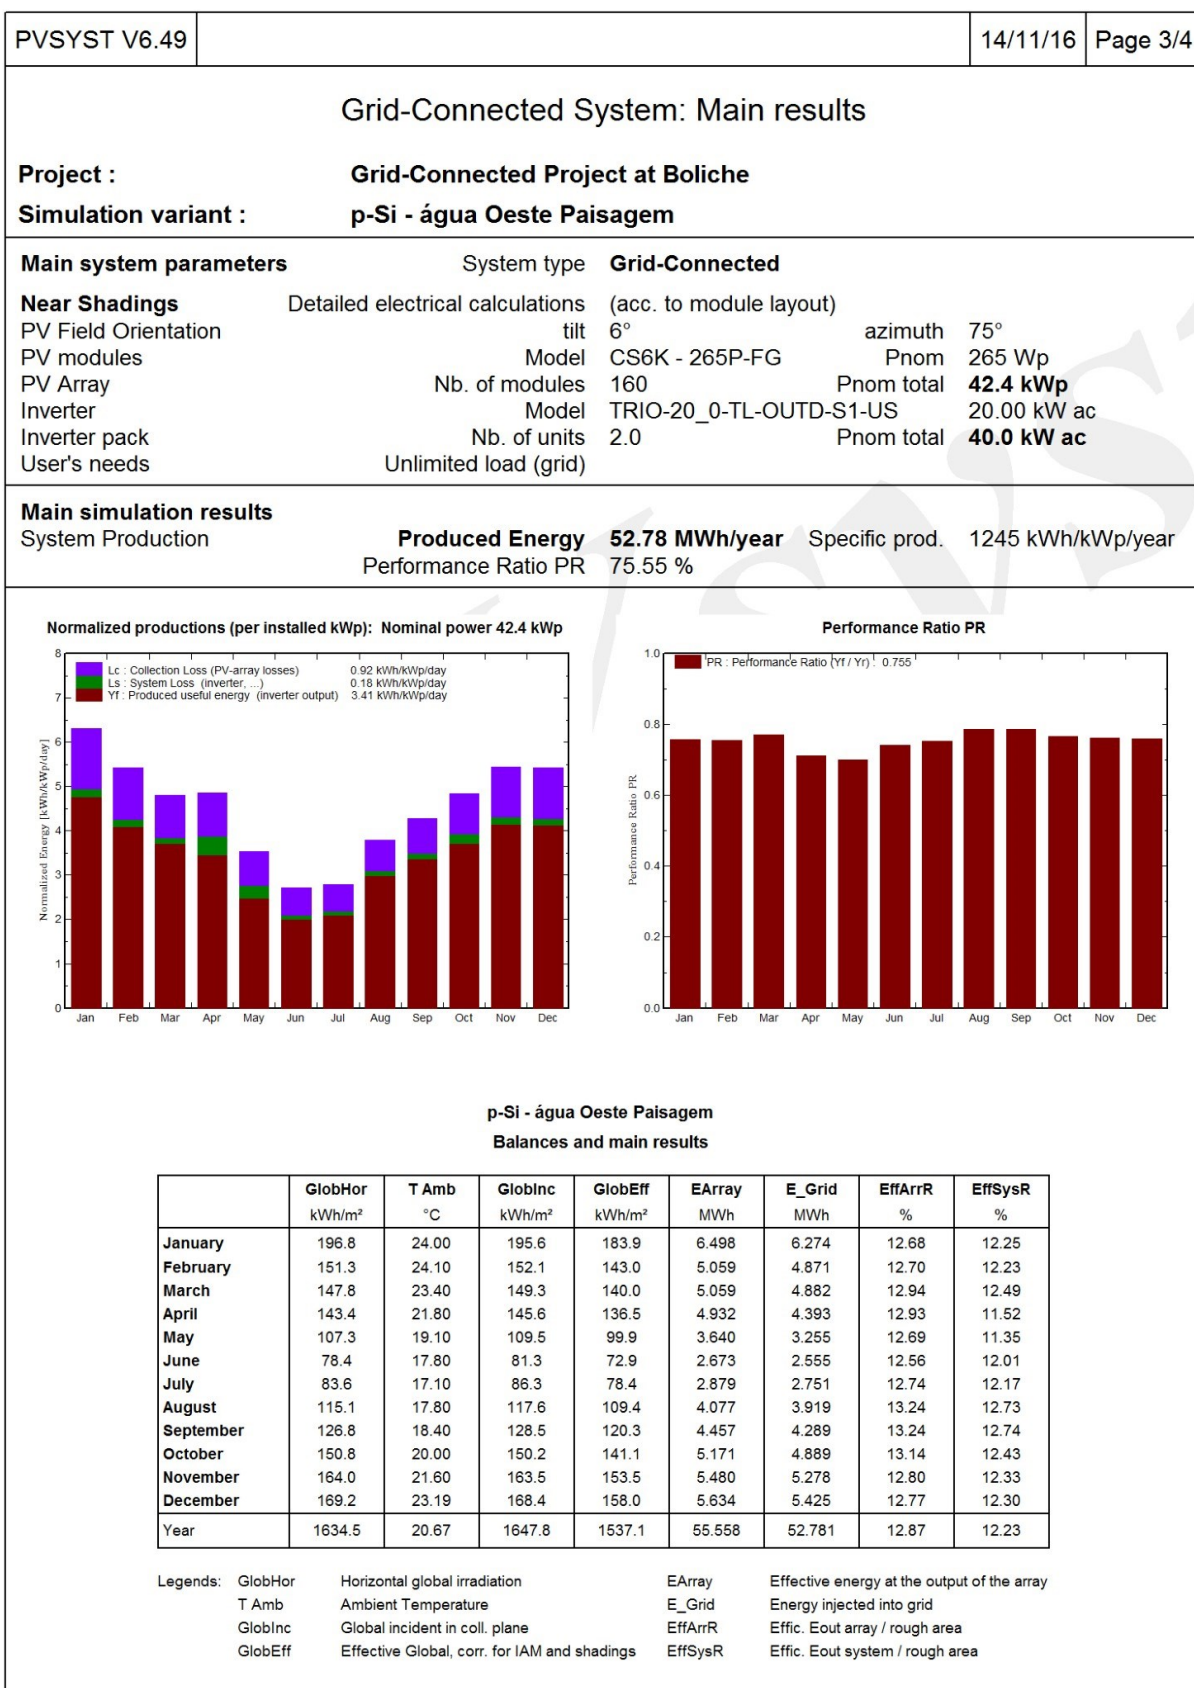 PVSYST V6.49 14/11/16 Page 3/4
Grid-Connected System: Main results
Project : Grid-Connected Project at Boliche
Simulation variant : p-Si - água Oeste Paisagem
Main system parameters System type Grid-Connected
Near Shadings Detailed electrical calculations (acc. to module layout)
PV Field Orientation tilt 6° azimuth 75°
PV modules Model CS6K - 265P-FG Pnom 265 Wp
PV Array Nb. of modules 160 Pnom total 42.4 kWp
Inverter Model TRIO-20_0-TL-OUTD-S1-US 20.00 kW ac
Inverter pack Nb. of units 2.0 Pnom total 40.0 kW ac
User's needs Unlimited load (grid)
Main simulation results
System Production Produced Energy 52.78 MWh/year Specific prod. 1245 kWh/kWp/year
Performance Ratio PR 75.55 %
Normalized productions (per installed kWp): Nominal power 42.4 kWp
Lc : Collection Loss (PV-array losses) 0.92 kWh/kWp/day
Ls : System Loss (inverter, ...) 0.18 kWh/kWp/day
Yf : Produced useful energy (inverter output) 3.41 kWh/kWp/day
Normalized Energy [kWh/kWp/day]
8
7
6
5
4
3
2
1
0
Jan Feb Mar Apr May Jun Jul Aug Sep Oct Nov Dec
Performance Ratio PR
PR : Performance Ratio (Yf / Yr) : 0.755
Performance Ratio PR
1.0
0.8
0.6
0.4
0.2
0.0
Jan Feb Mar Apr May Jun Jul Aug Sep Oct Nov Dec
p-Si - água Oeste Paisagem
Balances and main results
GlobHor T Amb GlobInc GlobEff EArray E_Grid EffArrR EffSysR
kWh/m² °C kWh/m² kWh/m² MWh MWh % %
January 196.8 24.00 195.6 183.9 6.498 6.274 12.68 12.25
February 151.3 24.10 152.1 143.0 5.059 4.871 12.70 12.23
March 147.8 23.40 149.3 140.0 5.059 4.882 12.94 12.49
April 143.4 21.80 145.6 136.5 4.932 4.393 12.93 11.52
May 107.3 19.10 109.5 99.9 3.640 3.255 12.69 11.35
June 78.4 17.80 81.3 72.9 2.673 2.555 12.56 12.01
July 83.6 17.10 86.3 78.4 2.879 2.751 12.74 12.17
August 115.1 17.80 117.6 109.4 4.077 3.919 13.24 12.73
September 126.8 18.40 128.5 120.3 4.457 4.289 13.24 12.74
October 150.8 20.00 150.2 141.1 5.171 4.889 13.14 12.43
November 164.0 21.60 163.5 153.5 5.480 5.278 12.80 12.33
December 169.2 23.19 168.4 158.0 5.634 5.425 12.77 12.30
Year 1634.5 20.67 1647.8 1537.1 55.558 52.781 12.87 12.23
Legends: GlobHor Horizontal global irradiation EArray Effective energy at the output of the array
T Amb Ambient Temperature E_Grid Energy injected into grid
GlobInc Global incident in coll. plane EffArrR Effic. Eout array / rough area
GlobEff Effective Global, corr. for IAM and shadings EffSysR Effic. Eout system / rough area